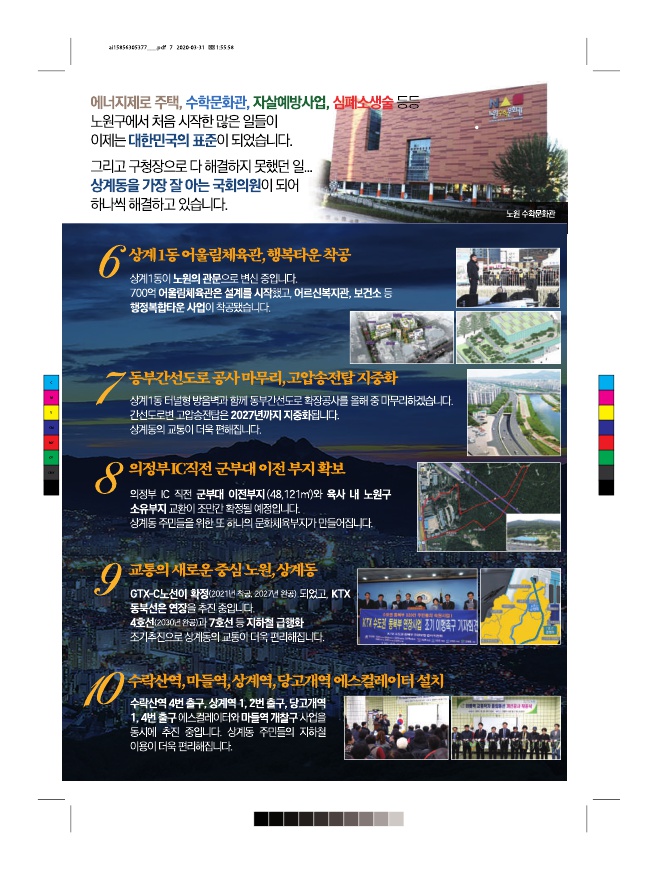 ai15856305377___.pdf 7 2020-03-31 1:55:58
에너지제로 주택, 수학문화관, 자살예방사업, 심폐소생술 등등
노원구에서 처음 시작한 많은 일들이
이제는 대한민국의 표준이 되었습니다.
그리고 구청장으로 다 해결하지 못했던 일...
상계동을 가장 잘 아는 국회의원이 되어
하나씩 해결하고 있습니다.
노원 수학문화관
6 상계1동 어울림체육관, 행복타운 착공
상계1동이 노원의 관문으로 변신 중입니다.
700억 어울림체육관은 설계를 시작했고, 어르신복지관, 보건소 등
행정복합타운 사업이 착공됐습니다.
7 동부간선도로 공사 마무리, 고압송전탑 지중화
상계1동 터널형 방음벽과 함께 동부간선도로 확장공사를 올해 중 마무리하겠습니다.
간선도로변 고압송전탑은 2027년까지 지중화됩니다.
상계동의 교통이 더욱 편해집니다.
8 의정부 IC직전 군부대 이전 부지 확보
의정부 IC 직전 군부대 이전부지(48,121㎡)와 육사 내 노원구
소유부지 교환이 조만간 확정될 예정입니다.
상계동 주민들을 위한 또 하나의 문화체육부지가 만들어집니다.
9 교통의 새로운 중심 노원, 상계동
GTX-C노선이 확정(2021년 착공, 2027년 완공) 되었고, KTX
동북선은 연장을 추진 중입니다.
4호선(2030년 완공)과 7호선 등 지하철 급행화
조기추진으로 상계동의 교통이 더욱 편리해집니다.
KTX 수도권 동북부 연장사업 조기 이행촉구 기자회견
10 수락산역, 마들역, 상계역, 당고개역 에스컬레이터 설치
수락산역 4번 출구, 상계역 1, 2번 출구, 당고개역
1, 4번 출구 에스컬레이터와 마들역 개찰구 사업을
동시에 추진 중입니다. 상계동 주민들의 지하철
이용이 더욱 편리해집니다.